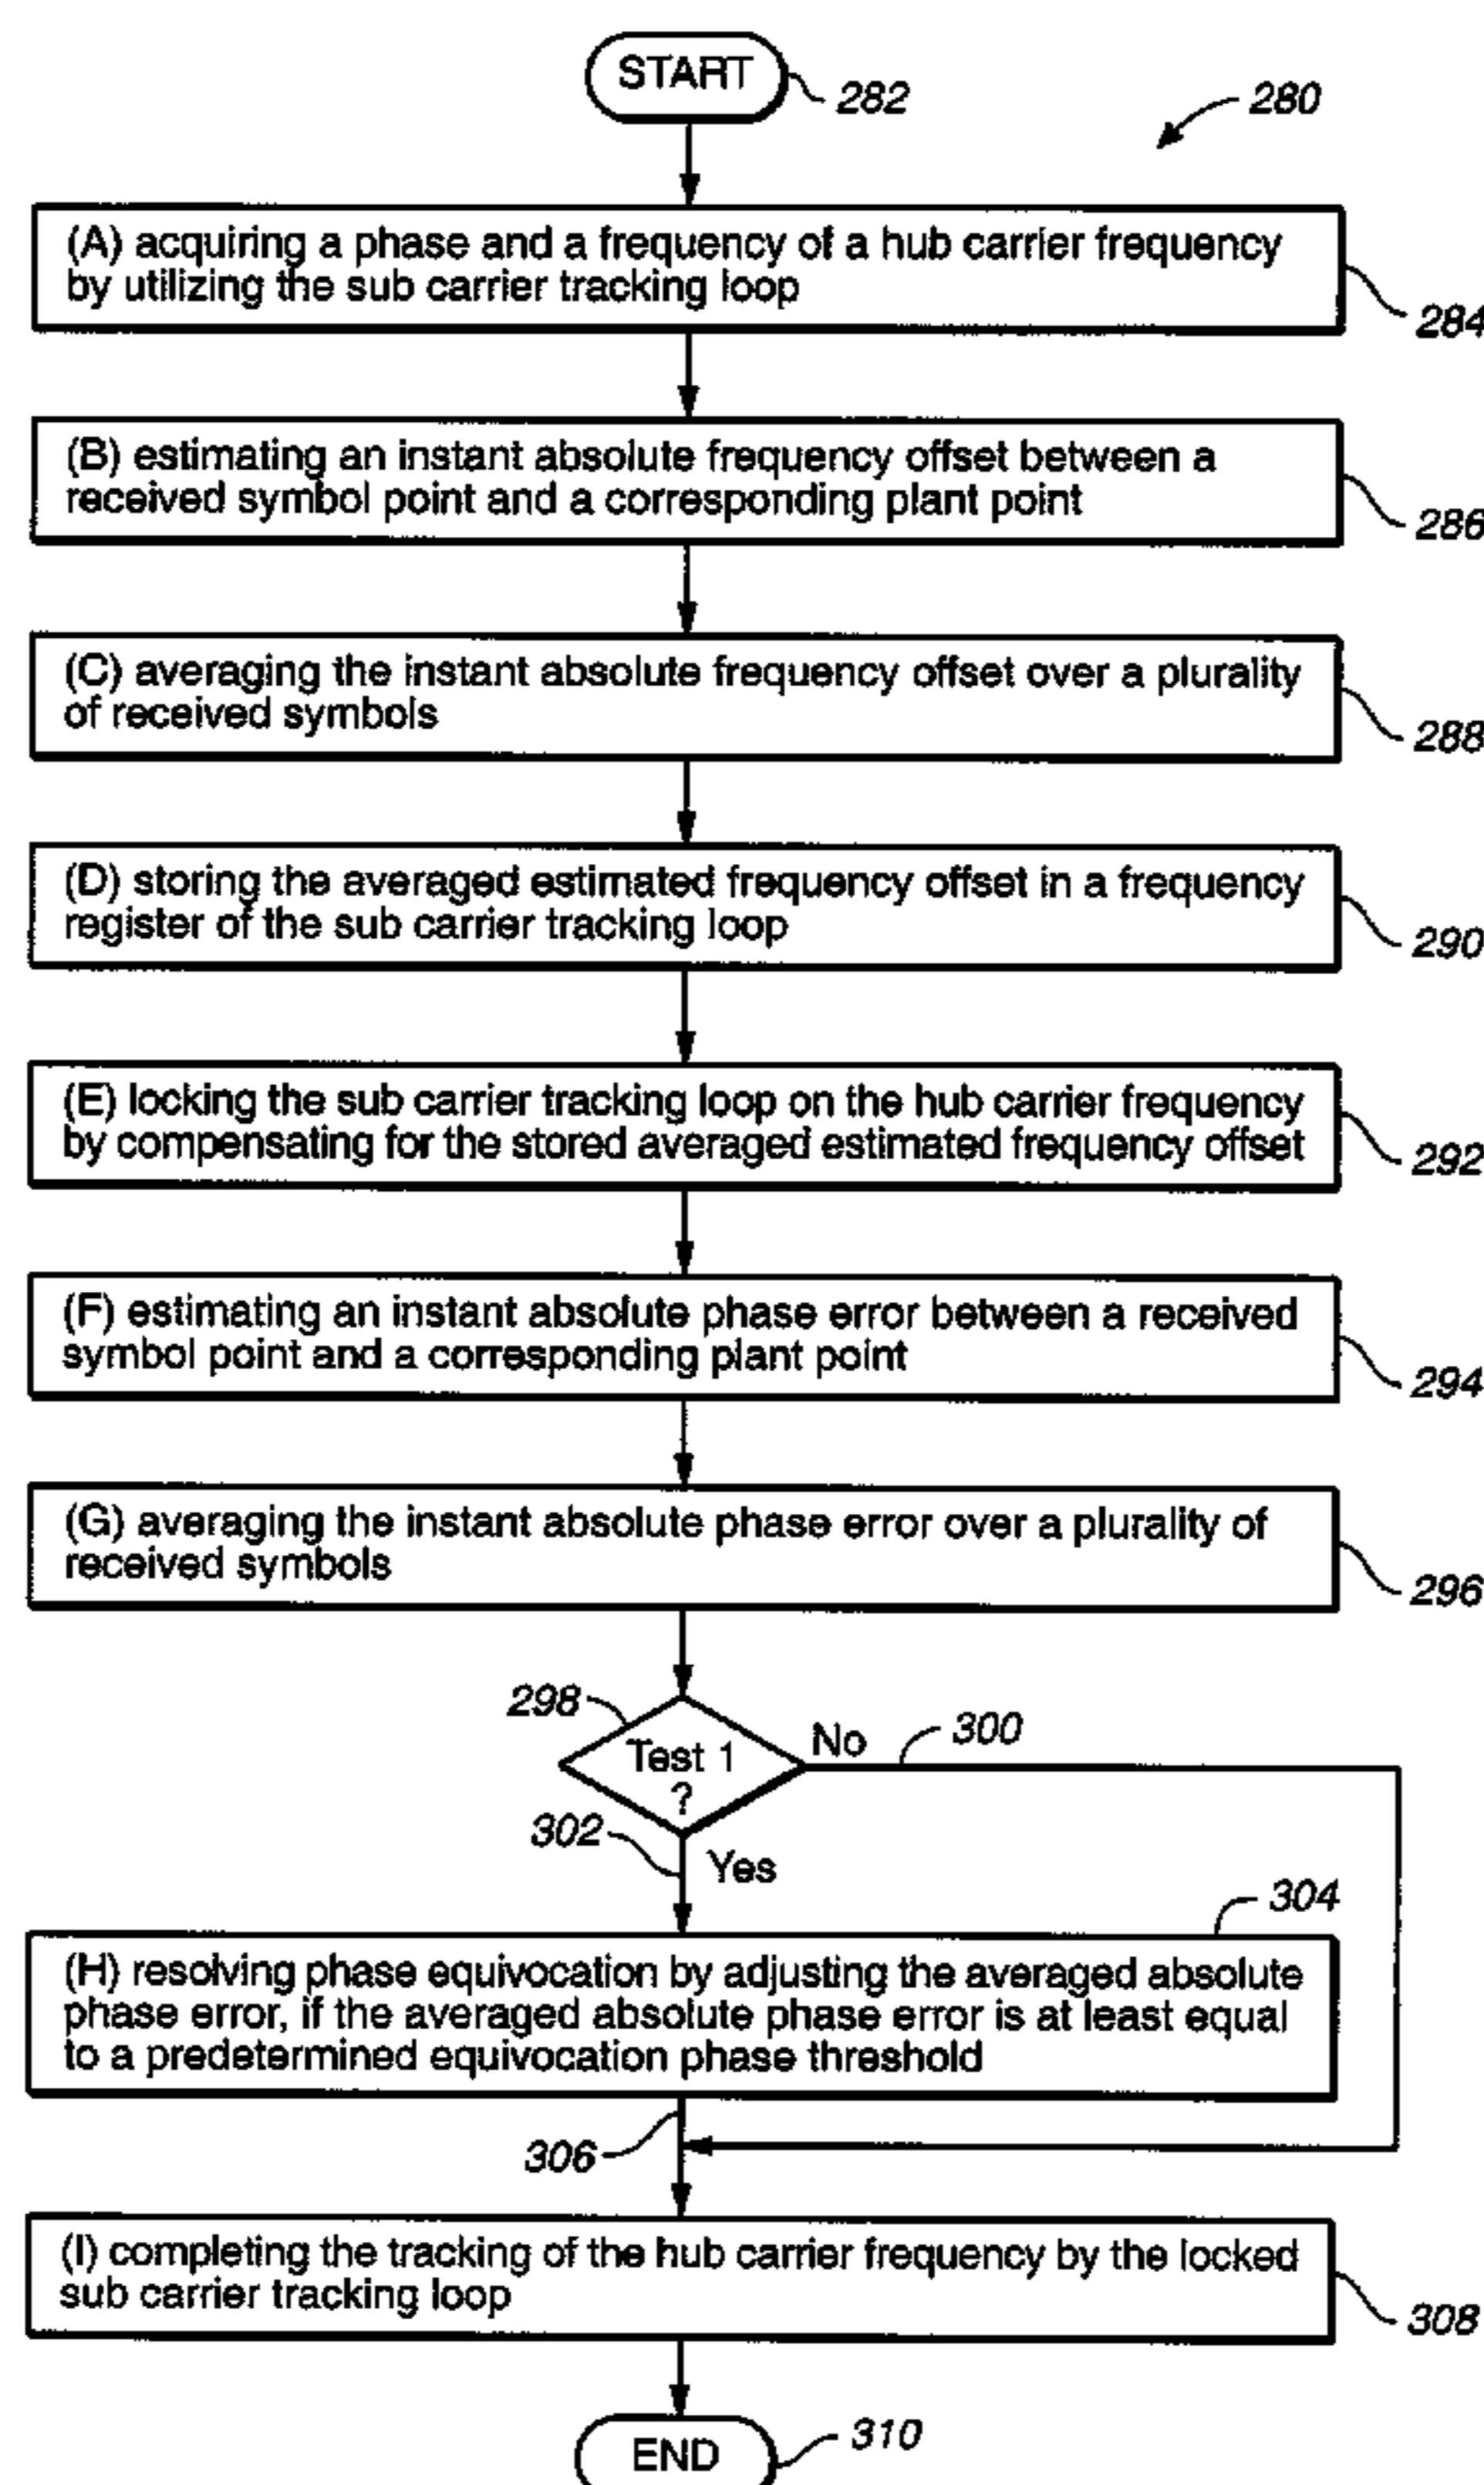 START
282
280
(A) acquiring a phase and a frequency of a hub carrier frequency
by utilizing the sub carrier tracking loop
284
(B) estimating an instant absolute frequency offset between a
received symbol point and a corresponding plant point
286
(C) averaging the instant absolute frequency offset over a plurality
of received symbols
288
(D) storing the averaged estimated frequency offset in a frequency
register of the sub carrier tracking loop
290
(E) locking the sub carrier tracking loop on the hub carrier frequency
by compensating for the stored averaged estimated frequency offset
292
(F) estimating an instant absolute phase error between a received
symbol point and a corresponding plant point
294
(G) averaging the instant absolute phase error over a plurality of
received symbols
296
298
Test 1
?
No
300
302
Yes
304
(H) resolving phase equivocation by adjusting the averaged absolute
phase error, if the averaged absolute phase error is at least equal
to a predetermined equivocation phase threshold
306
(I) completing the tracking of the hub carrier frequency by the locked
sub carrier tracking loop
308
END
310